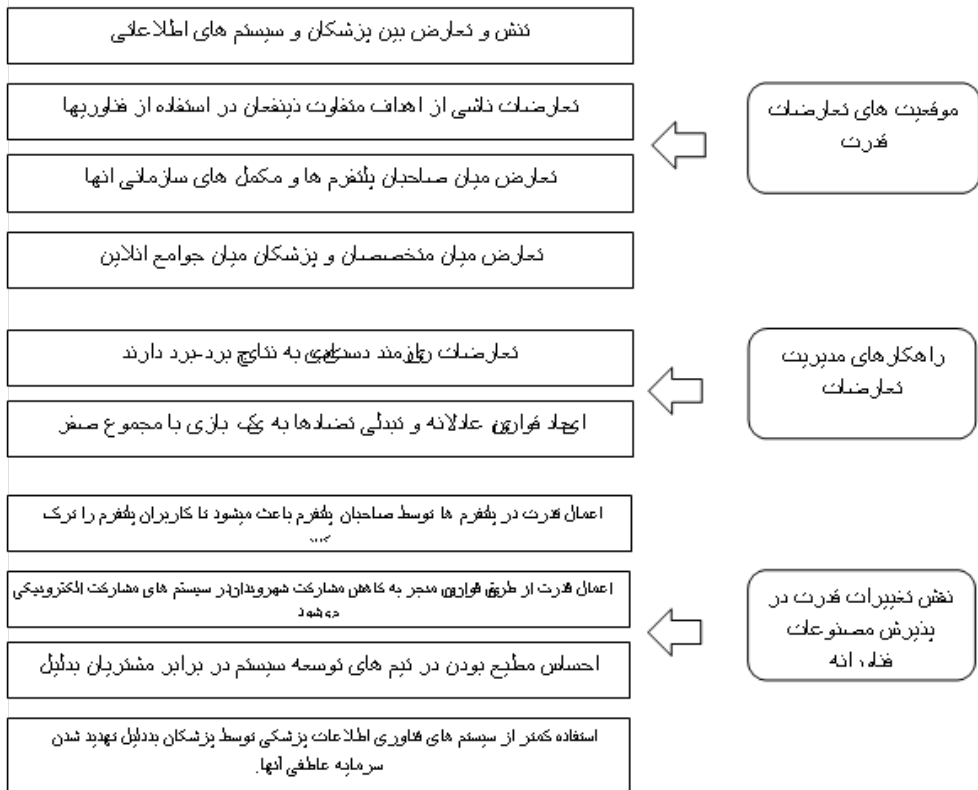 تنش و تعارض بین پزشکان و سیستم های اطلاعاتی
تعارضات ناشی از اهداف متفاوت ذینفعان در استفاده از فناوریها
تعارض میان صاحبان پلتفرم ها و مکمل های سازمانی آنها
تعارض میان متخصصان و پزشکان میان جوامع آنلاین
موقعیت های تعارضات
قدرت
تعارضات نیازمند دستیابی به نتایج برد-برد دارند
ایجاد قوانین عادلانه و تبدلی تضادها به یک بازی با مجموع صفر
راهکارهای مدیریت
تعارضات
اعمال قدرت در پلتفرم ها توسط صاحبان پلتفرم باعث میشود تا کاربران پلتفرم را ترک
کنند
اعمال قدرت از طریق قوانین منجر به کاهش مشارکت شهروندان در سیستم های مشارکت الکترونیکی
میشود
احساس مطیع بودن در تیم های توسعه سیستم در برابر مشتریان بدلیل
استفاده کمتر از سیستم های فناوری اطلاعات پزشکی توسط پزشکان بددلیل تهدید شدن
سرمایه عاطفی آنها.
نقش تغییرات قدرت در
پذیرش مصنوعات
فناورانه